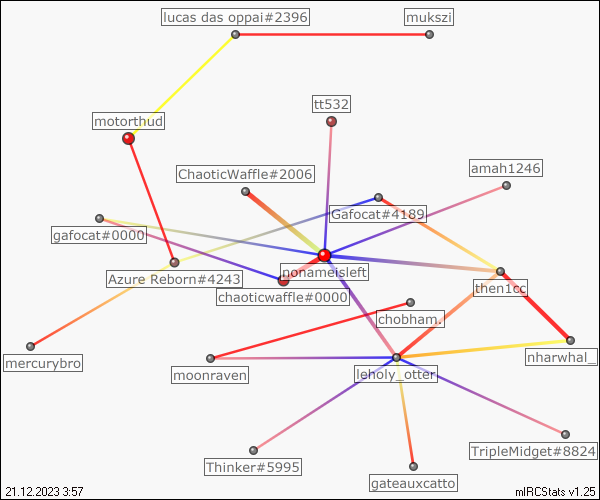 lucas das oppai#2396
mukszi
tt532
motorthud
ChaoticWaffle#2006
amah1246
Gafocat#4189
gafocat#0000
nonameisleft
Azure Reborn#4243
then1cc
chaoticwaffle#0000
chobham.
nharwhal_
mercurybro
moonraven
leholy_otter
TripleMidget#8824
Thinker#5995
gateauxcatto
21.12.2023 3:57
mIRCStats v1.25